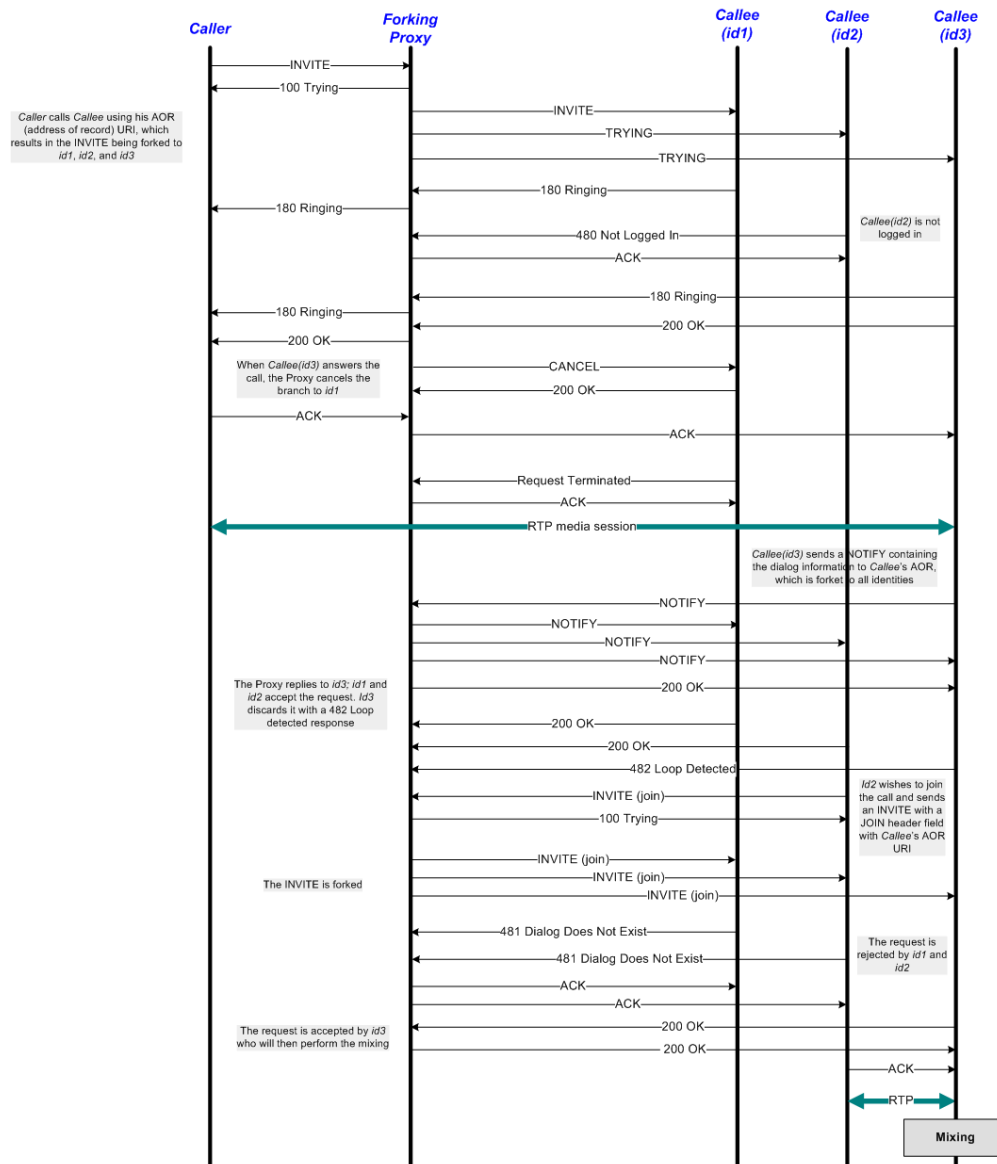 Caller
Forking
Proxy
Callee
(id1)
Callee
(id2)
Callee
(id3)
INVITE
100 Trying
Caller calls Callee using his AOR
(address of record) URI, which
results in the INVITE being forked to
id1, id2, and id3
INVITE
TRYING
TRYING
180 Ringing
180 Ringing
Callee(id2) is not
logged in
480 Not Logged In
ACK
180 Ringing
180 Ringing
200 OK
200 OK
When Callee(id3) answers the
call, the Proxy cancels the
branch to id1
CANCEL
200 OK
ACK
ACK
Request Terminated
ACK
RTP media session
Callee(id3) sends a NOTIFY containing
the dialog information to Callee's AOR,
which is forket to all identities
NOTIFY
NOTIFY
NOTIFY
NOTIFY
The Proxy replies to id3; id1 and
id2 accept the request. Id3
discards it with a 482 Loop
detected response
200 OK
200 OK
200 OK
482 Loop Detected
Id2 wishes to join
the call and sends
an INVITE with a
JOIN header field
with Callee's AOR
URI
INVITE (join)
100 Trying
INVITE (join)
The INVITE is forked
INVITE (join)
INVITE (join)
481 Dialog Does Not Exist
481 Dialog Does Not Exist
The request is
rejected by id1 and
id2
ACK
ACK
The request is accepted by id3
who will then perform the mixing
200 OK
200 OK
ACK
RTP
Mixing